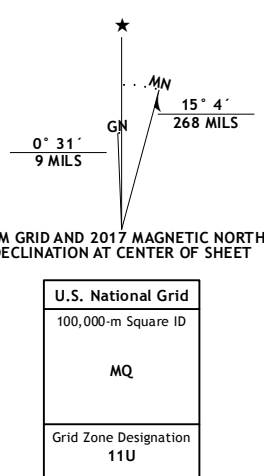 ★
MN
GN
15° 4´
268 MILS
0° 31´
9 MILS
M GRID AND 2017 MAGNETIC NORTH
DECLINATION AT CENTER OF SHEET
U.S. National Grid
100,000-m Square ID
MQ
Grid Zone Designation
11U